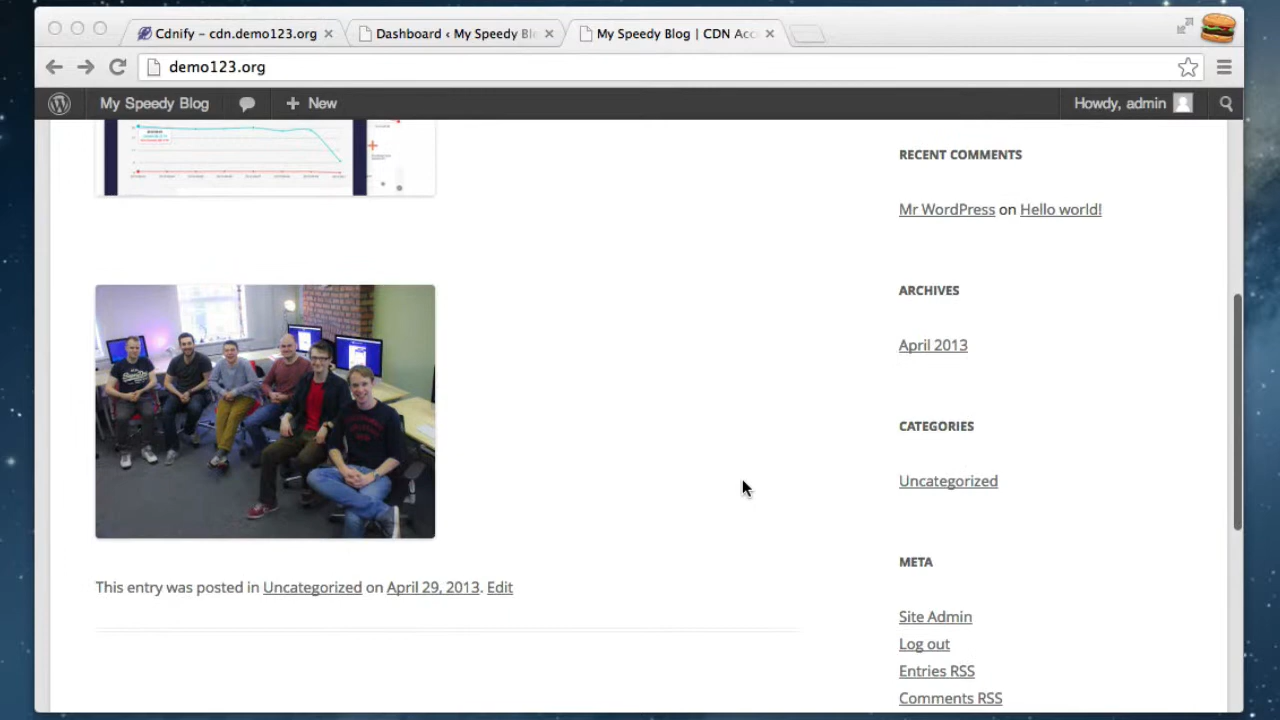 Cdnify – cdn.demo123.org
Dashboard ‹ My Speedy Bl
My Speedy Blog | CDN Acc
demo123.org
My Speedy Blog
New
Howdy, admin
RECENT COMMENTS
Mr WordPress on Hello world!
ARCHIVES
April 2013
CATEGORIES
Uncategorized
This entry was posted in Uncategorized on April 29, 2013. Edit
META
Site Admin
Log out
Entries RSS
Comments RSS